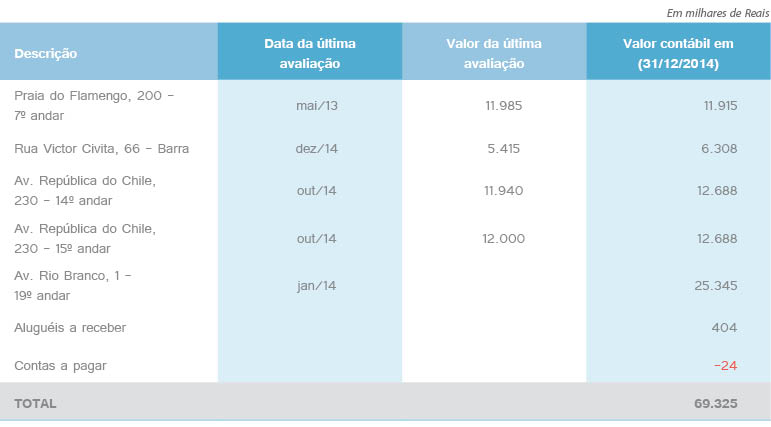 Em milhares de Reais
Descrição
Data da última
avaliação
Valor da última
avaliação
Valor contábil em
(31/12/2014)
Praia do Flamengo, 200 –
7º andar
mai/13
11.985
11.915
Rua Victor Civita, 66 – Barra
dez/14
5.415
6.308
Av. República do Chile,
230 – 14º andar
out/14
11.940
12.688
Av. República do Chile,
230 – 15º andar
out/14
12.000
12.688
Av. Rio Branco, 1 –
19º andar
jan/14
25.345
Aluguéis a receber
404
Contas a pagar
–24
TOTAL
69.325